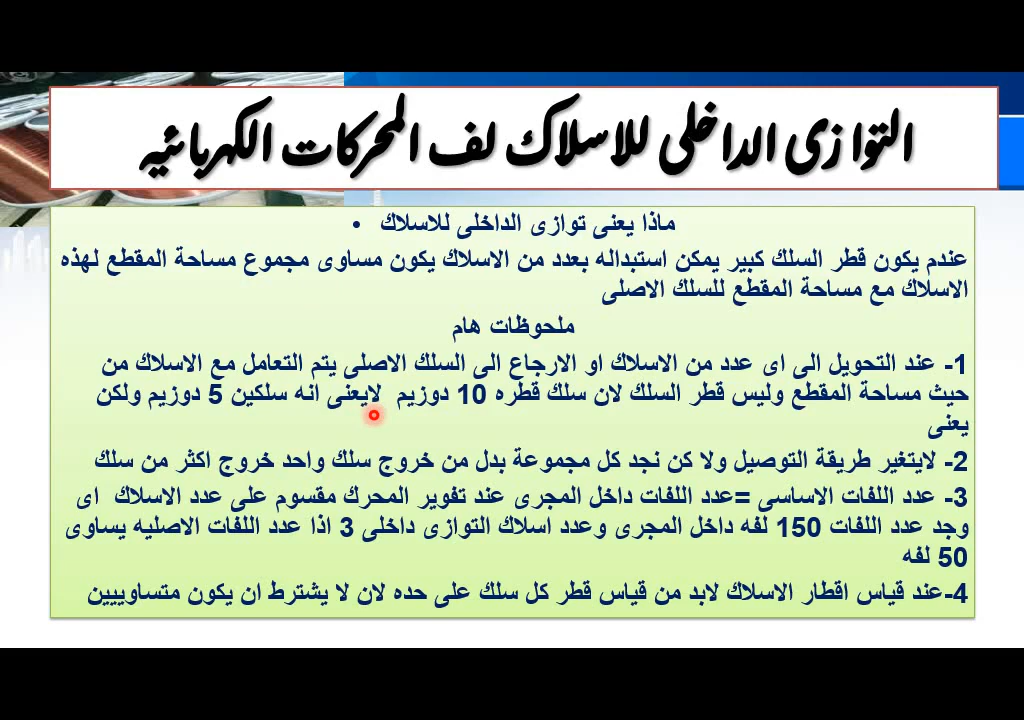 التوازى الداخلى للاسلاك لف المحركات الكهربائيه
• ماذا يعنى توازى الداخلى للاسلاك
عندم يكون قطر السلك كبير يمكن استبداله بعدد من الاسلاك يكون مساوى مجموع مساحة المقطع لهذه
الاسلاك مع مساحة المقطع للسلك الاصلى
ملحوظات هام
1- عند التحويل الى اى عدد من الاسلاك او الارجاع الى السلك الاصلى يتم التعامل مع الاسلاك من
حيث مساحة المقطع وليس قطر السلك لان سلك قطره 10 دوزيم لايعنى انه سلكين 5 دوزيم ولكن
يعنى
2- لايتغير طريقة التوصيل ولا كن نجد كل مجموعة بدل من خروج سلك واحد خروج اكثر من سلك
3- عدد اللفات الاساسى =عدد اللفات داخل المجرى عند تفوير المحرك مقسوم على عدد الاسلاك اى
وجد عدد اللفات 150 لفه داخل المجرى وعدد اسلاك التوازى داخلى 3 اذا عدد اللفات الاصليه يساوى
50 لفه
4-عند قياس اقطار الاسلاك لابد من قياس قطر كل سلك على حده لان لا يشترط ان يكون متساوييين